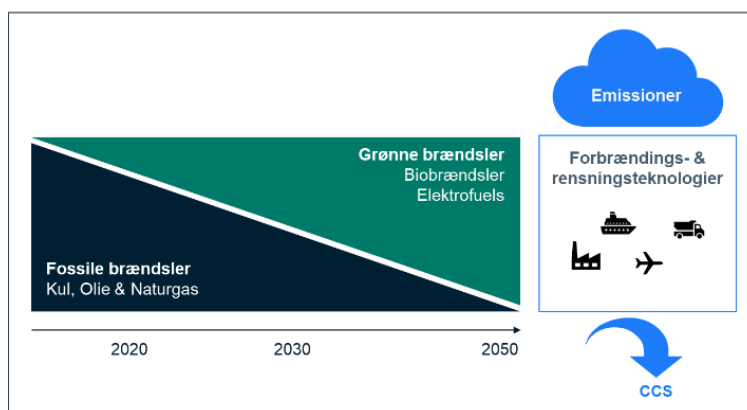 Emissioner
Grønne brændsler
Biobrændsler
Elektrofuels
Fossile brændsler
Kul, Olie & Naturgas
2020
2030
2050
Forbrændings- &
rensningsteknologier
CCS